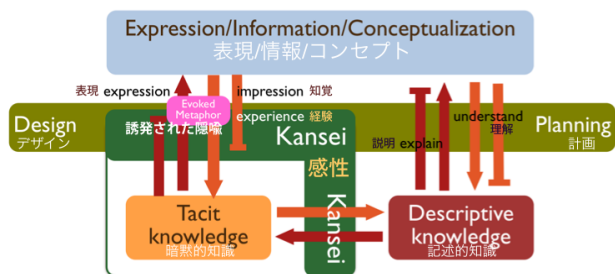 Expression/Information/Conceptualization
表現/情報/コンセプト
表現 expression
impression 知覚
Evoked
Metaphor
誘発された隠喩
experience 経験
understand
理解
説明 explain
Design
デザイン
Kansei
感性
Kansei
Planning
計画
Tacit
knowledge
暗黙的知識
Descriptive
knowledge
記述的知識